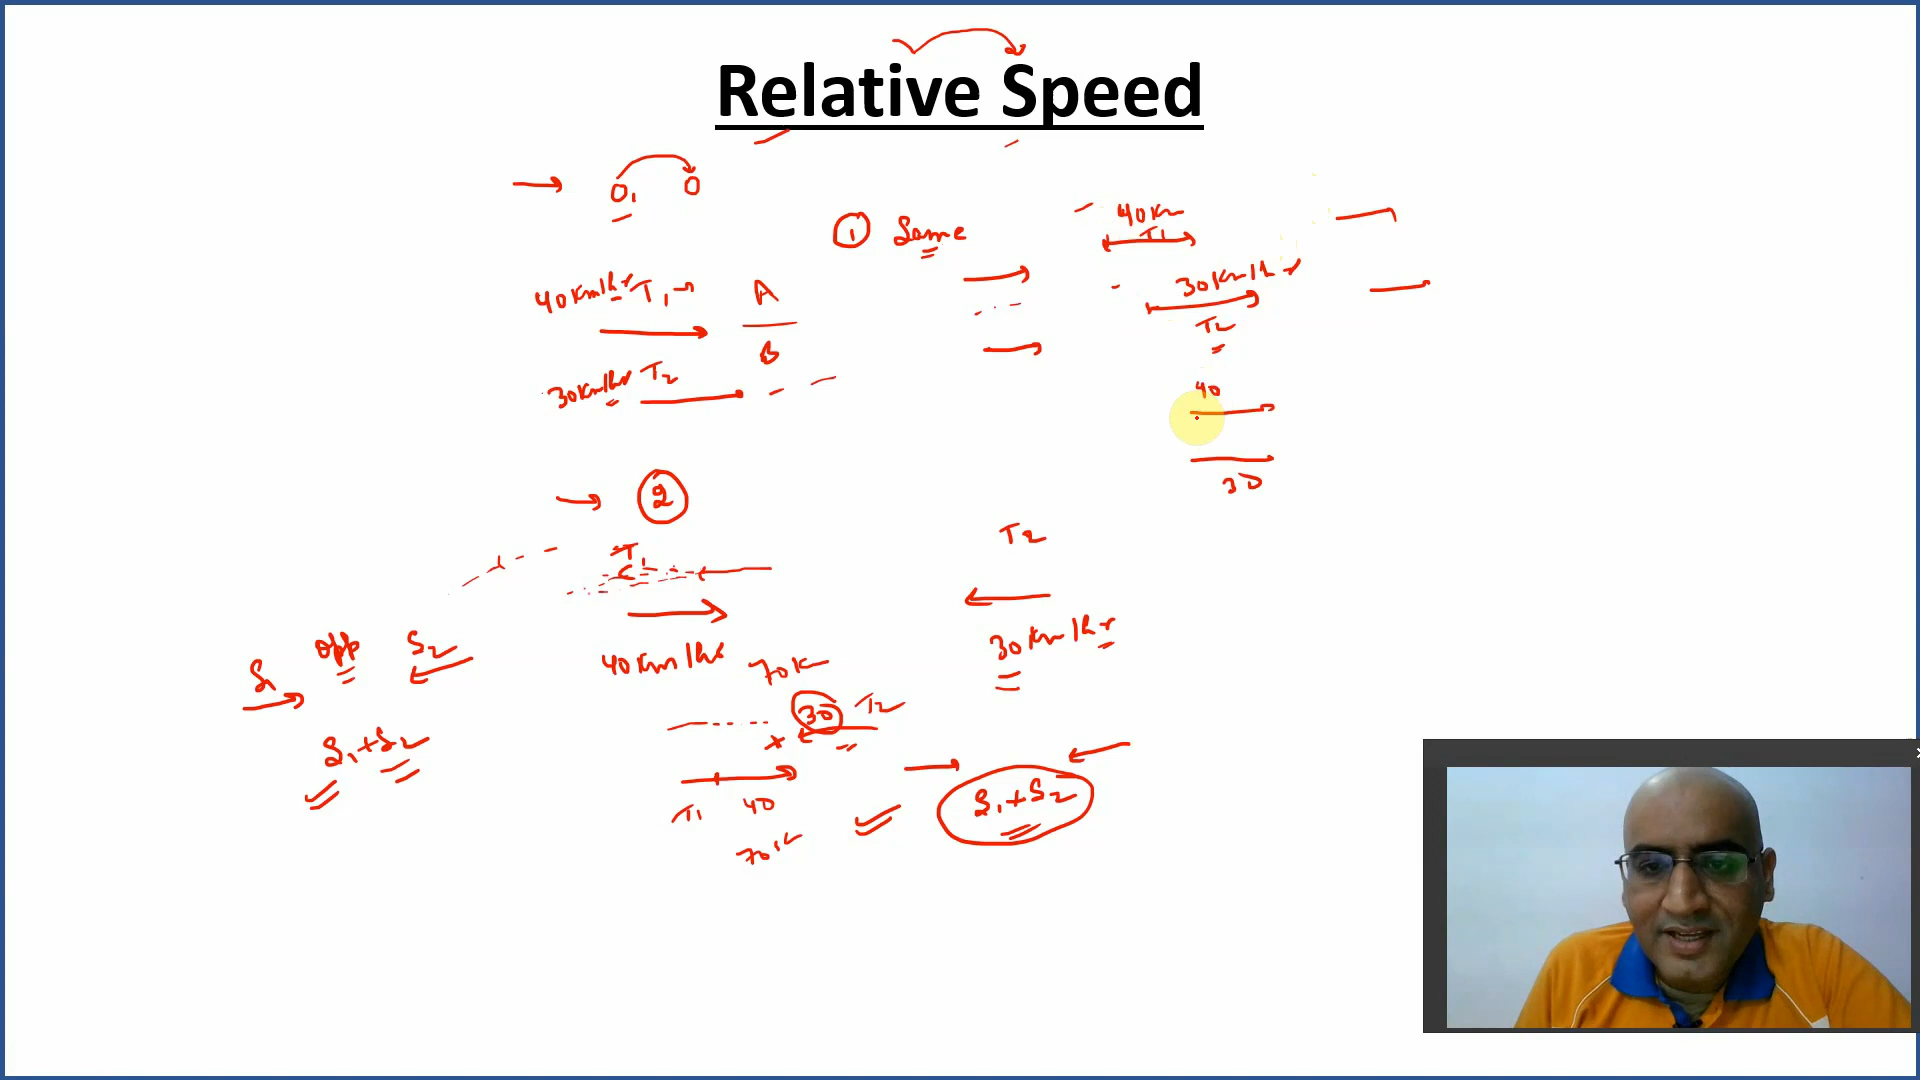 Relative Speed
O1 O
① Same
40Km
T1
40Km/hr T1
A
30Km/hr
T2
B
30Km/hr T2
40
30
②
T1
T2
opp S2
S1
40Km/hr
30Km/hr
70K
30 T2
S1+S2
T1 40
S1+S2
70K